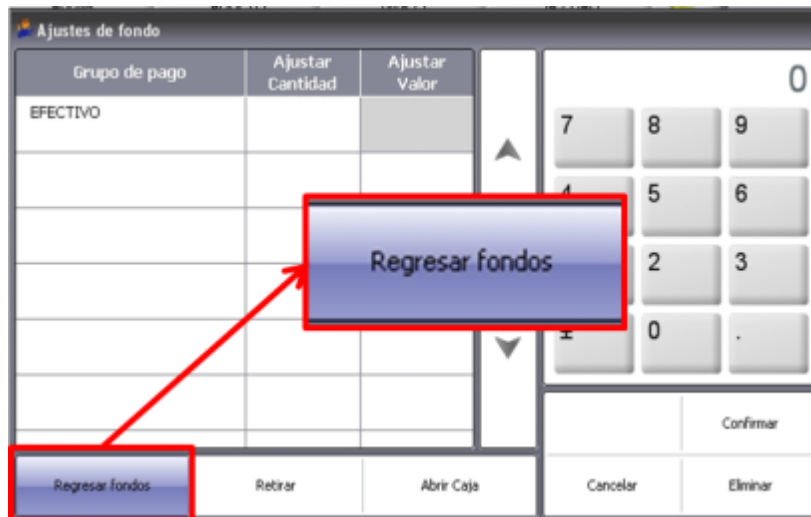 Ajustes de fondo
Grupo de pago
Ajustar
Cantidad
Ajustar
Valor
0
EFECTIVO
7 8 9
5 6
Regresar fondos
2 3
0 .
Confirmar
Regresar fondos Retirar Abrir Caja Cancelar Eliminar